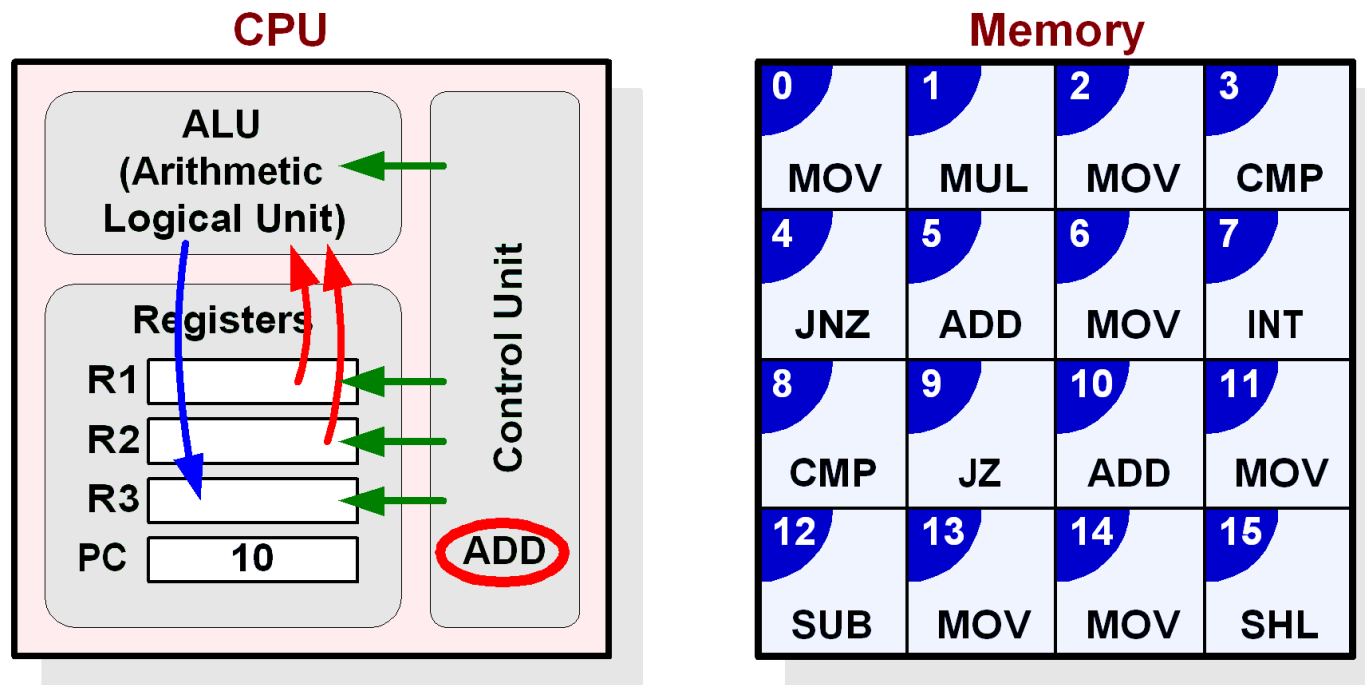 CPU
ALU
(Arithmetic
Logical Unit)
Registers
R1
R2
R3
PC 10
Control Unit
ADD
Memory
0 1 2 3
MOV MUL MOV CMP
4 5 6 7
JNZ ADD MOV INT
8 9 10 11
CMP JZ ADD MOV
12 13 14 15
SUB MOV MOV SHL